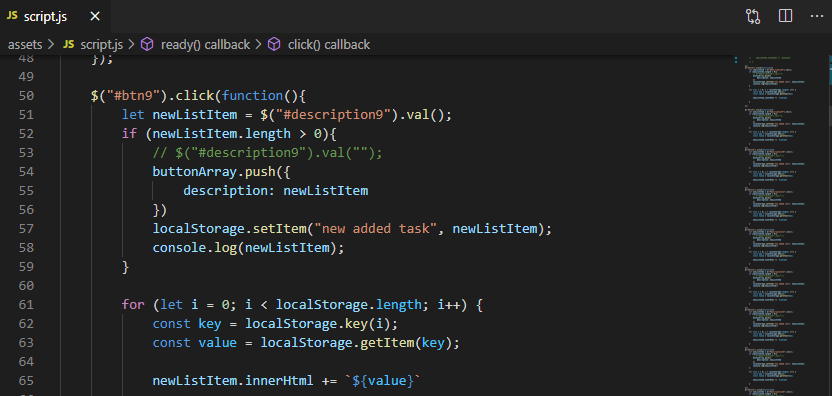 JS script.js
assets > JS script.js > ready() callback > click() callback
48 });
49
50 $("#btn9").click(function(){
51 let newListItem = $("#description9").val();
52 if (newListItem.length > 0){
53 // $("#description9").val("");
54 buttonArray.push({
55 description: newListItem
56 })
57 localStorage.setItem("new added task", newListItem);
58 console.log(newListItem);
59 }
60
61 for (let i = 0; i < localStorage.length; i++) {
62 const key = localStorage.key(i);
63 const value = localStorage.getItem(key);
64
65 newListItem.innerHtml += `${value}`